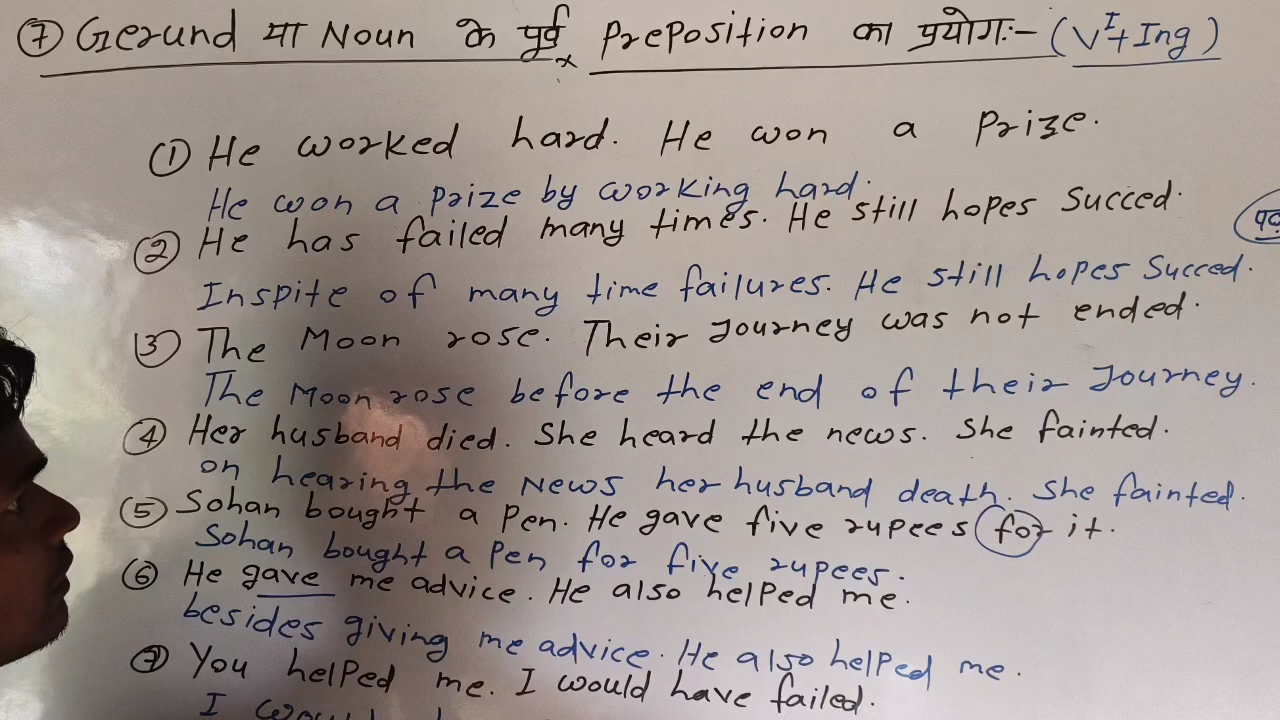 ⑦ Gerund या Noun के पूर्व Preposition का प्रयोग:- (V^I + Ing)
① He worked hard. He won a Prize.
He won a Prize by working hard.
② He has failed many times. He still hopes Succed.
Inspite of many time failures. He still hopes Succed.
③ The Moon rose. Their Journey was not ended.
The Moon rose before the end of their Journey.
④ Her husband died. She heard the news. She fainted.
on hearing the News her husband death. She fainted.
⑤ Sohan bought a Pen. He gave five rupees for it.
Sohan bought a Pen for five rupees.
⑥ He gave me advice. He also helped me.
besides giving me advice. He also helped me.
⑦ You helped me. I would have failed.
I would